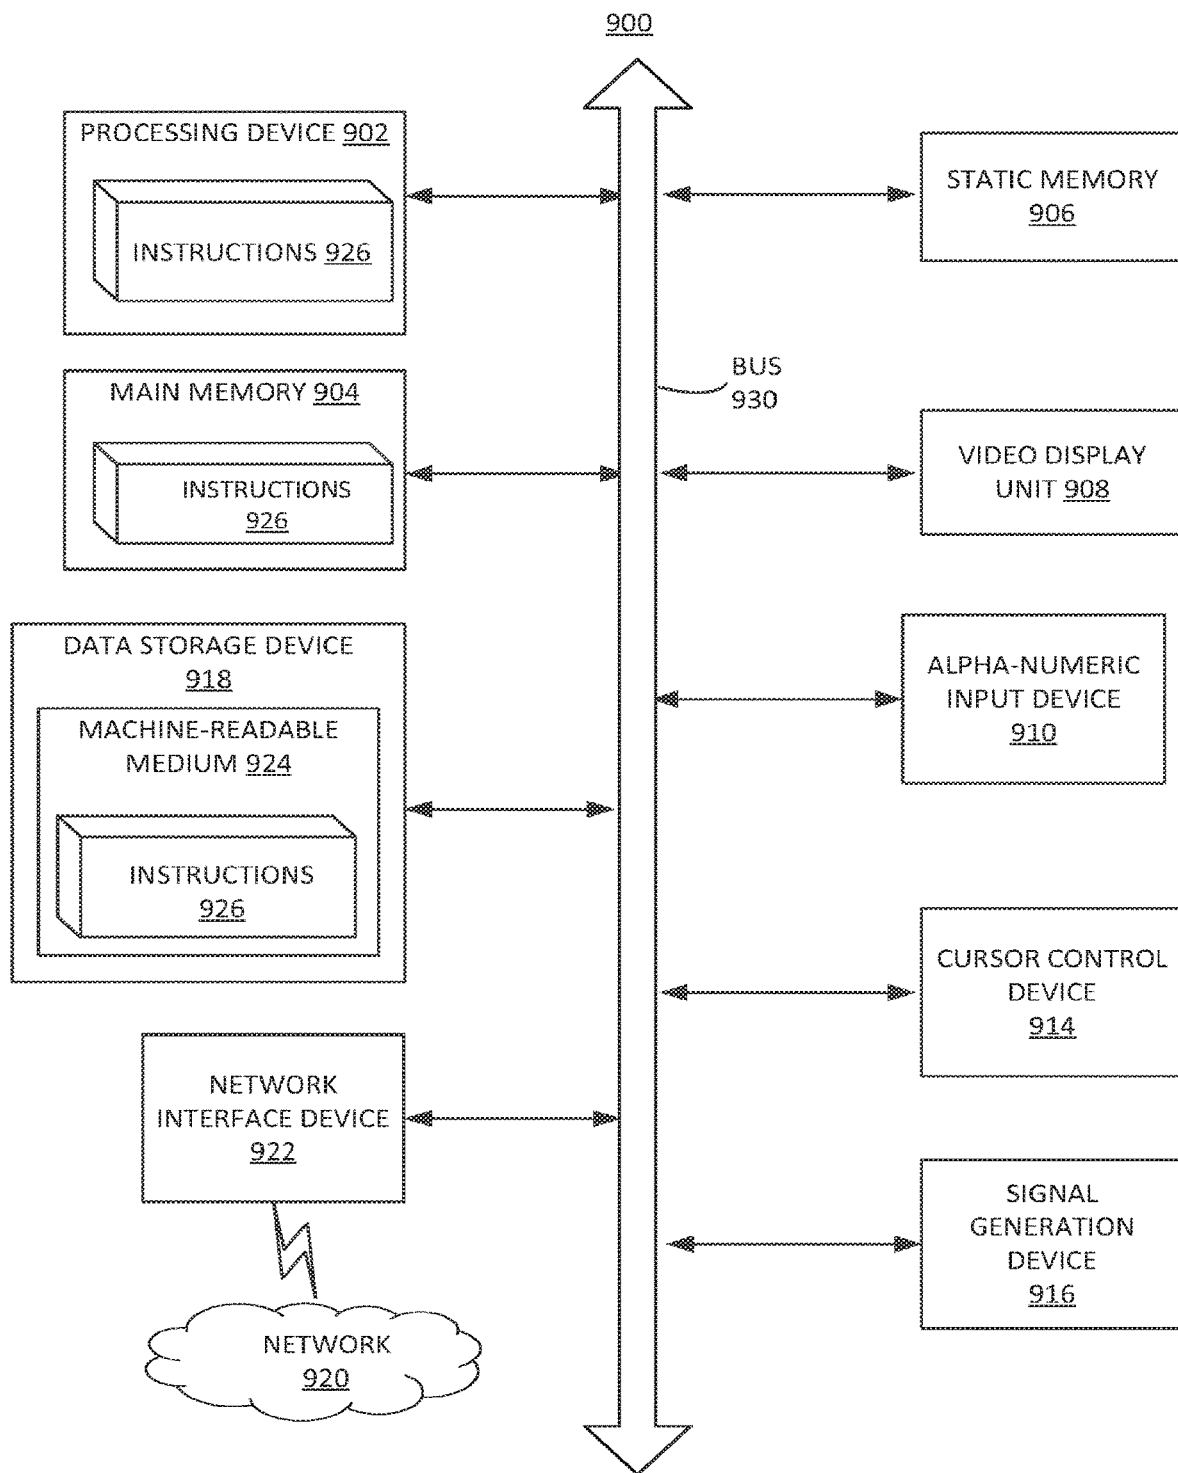 900
PROCESSING DEVICE 902
INSTRUCTIONS 926
MAIN MEMORY 904
INSTRUCTIONS
926
DATA STORAGE DEVICE
918
MACHINE-READABLE
MEDIUM 924
INSTRUCTIONS
926
NETWORK
INTERFACE DEVICE
922
NETWORK
920
BUS
930
STATIC MEMORY
906
VIDEO DISPLAY
UNIT 908
ALPHA-NUMERIC
INPUT DEVICE
910
CURSOR CONTROL
DEVICE
914
SIGNAL
GENERATION
DEVICE
916